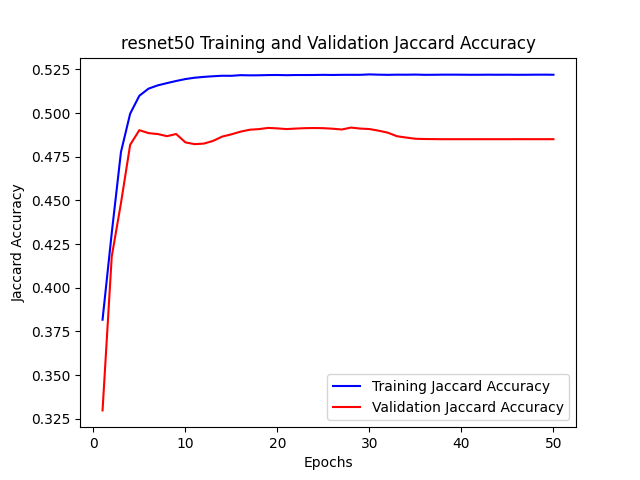 resnet50 Training and Validation Jaccard Accuracy
Jaccard Accuracy
0.525
0.500
0.475
0.450
0.425
0.400
0.375
0.350
0.325
0 10 20 30 40 50
Epochs
Training Jaccard Accuracy
Validation Jaccard Accuracy